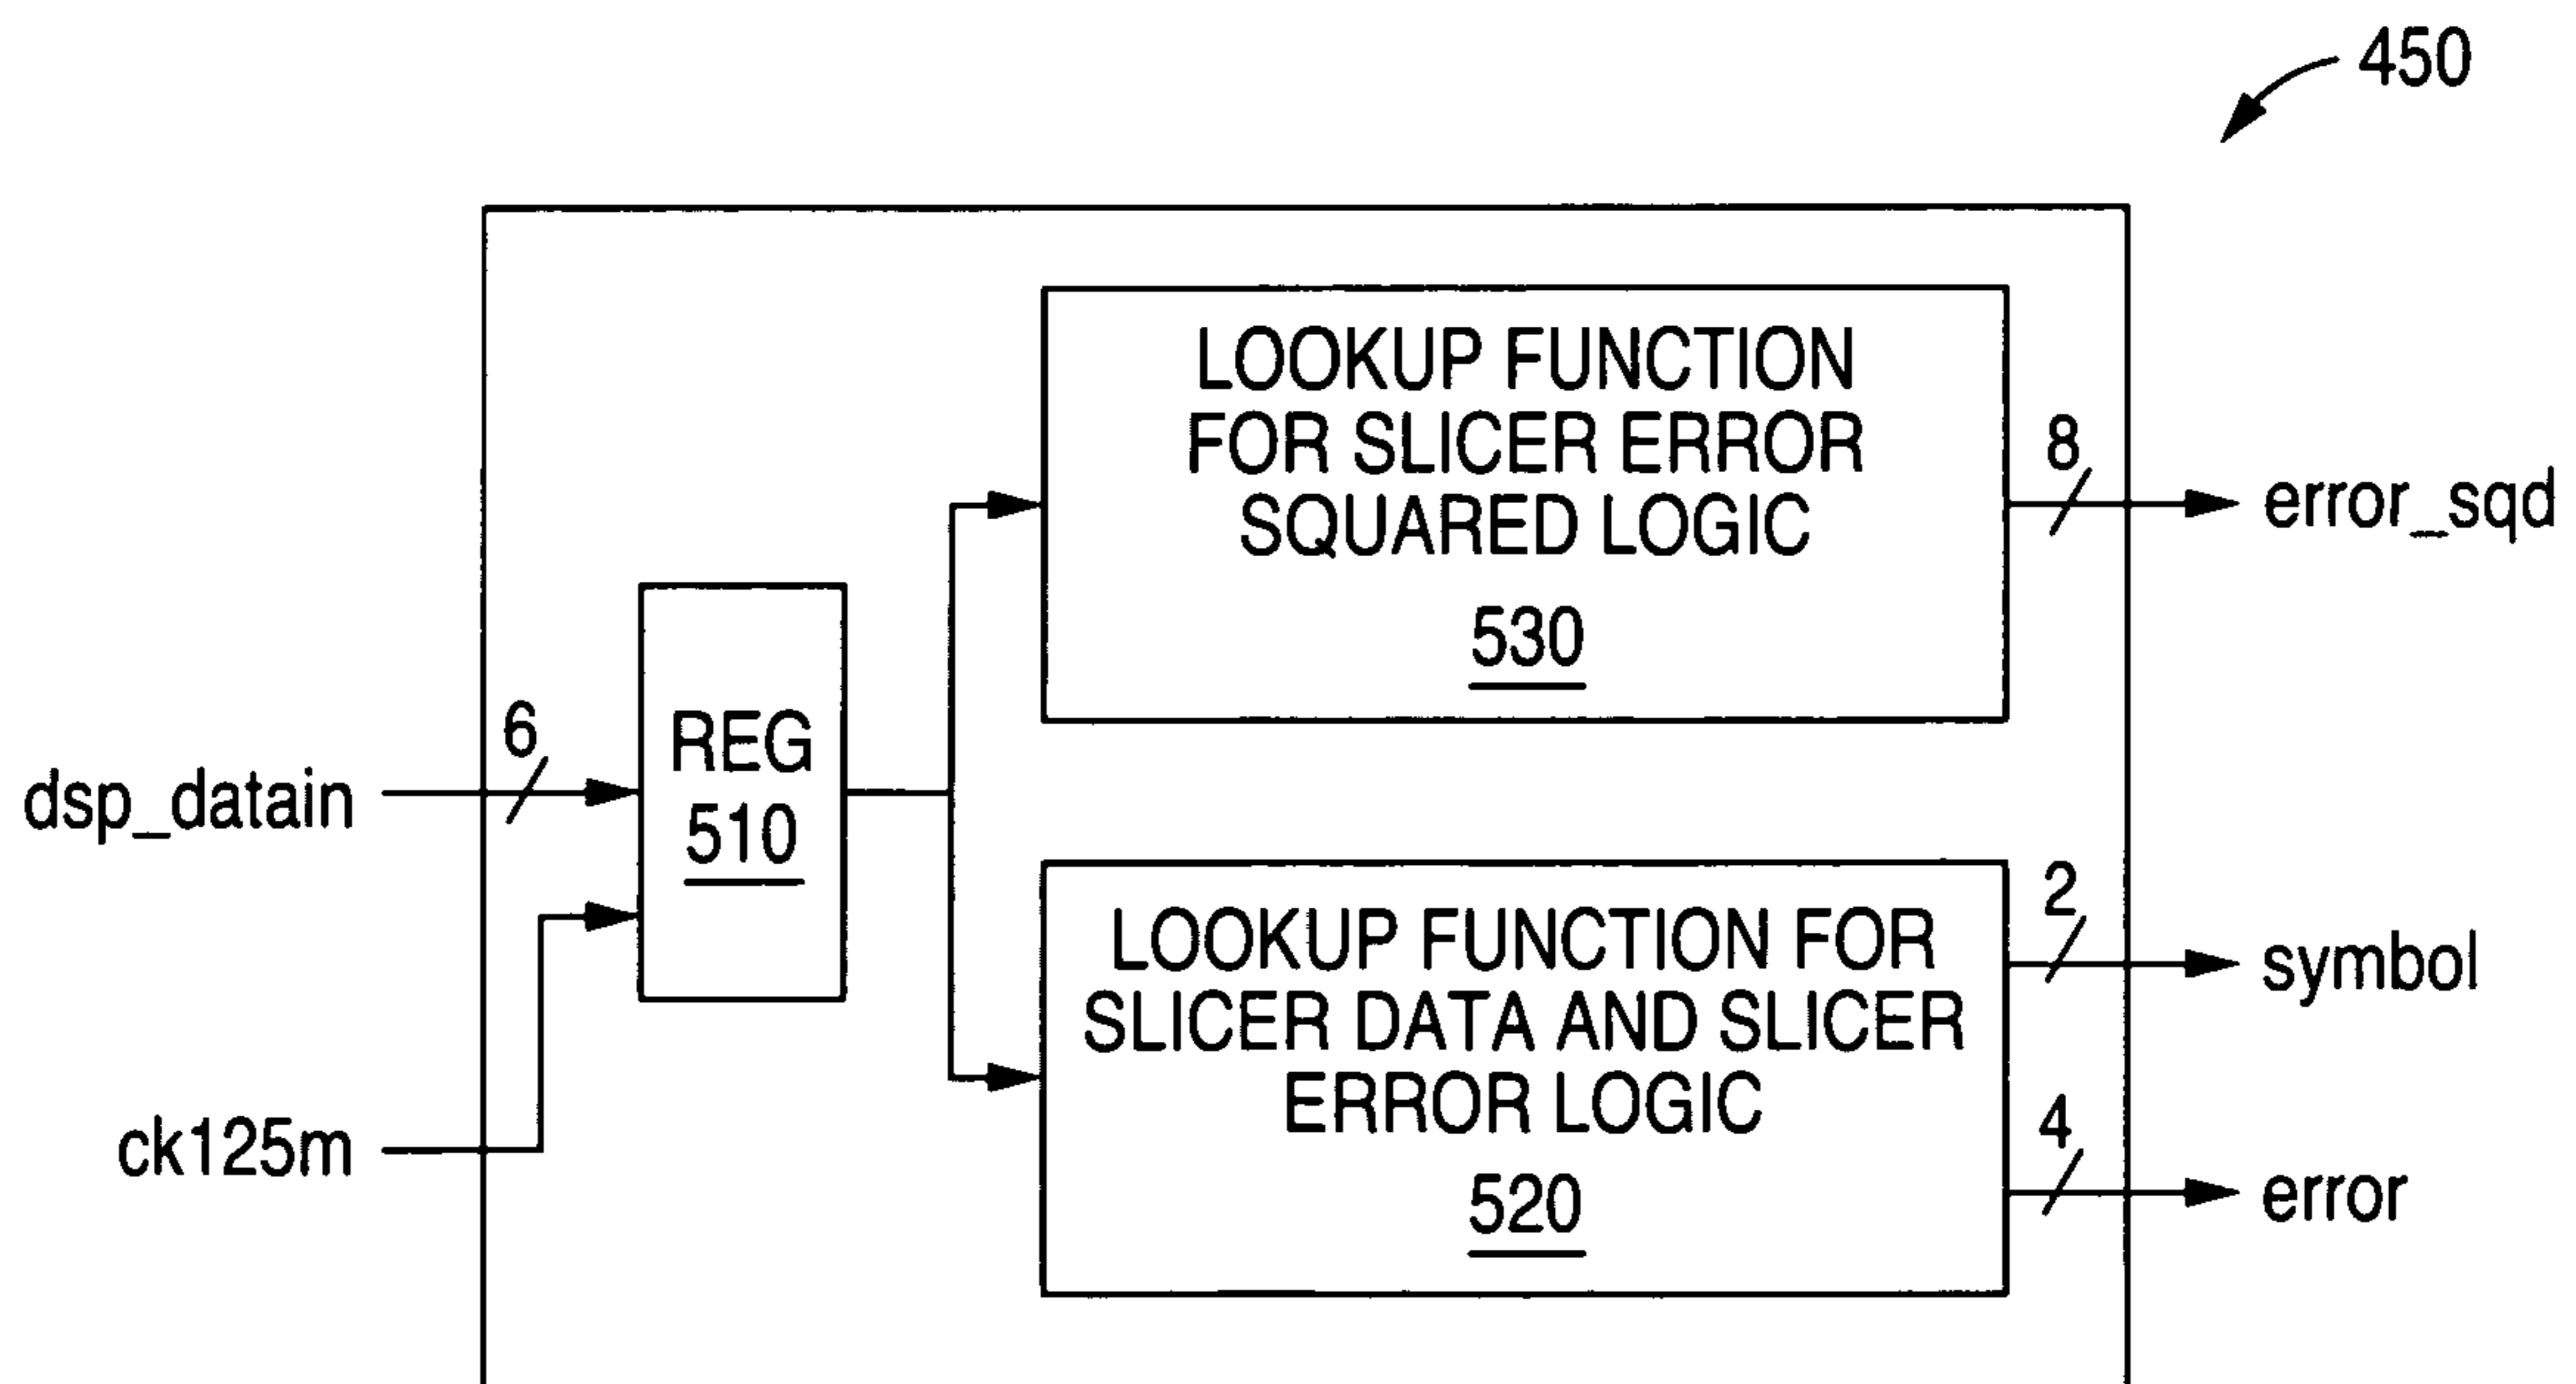 450
LOOKUP FUNCTION
FOR SLICER ERROR
SQUARED LOGIC
530
8
error_sqd
6
dsp_datain
REG
510
ck125m
LOOKUP FUNCTION FOR
SLICER DATA AND SLICER
ERROR LOGIC
520
2
symbol
4
error